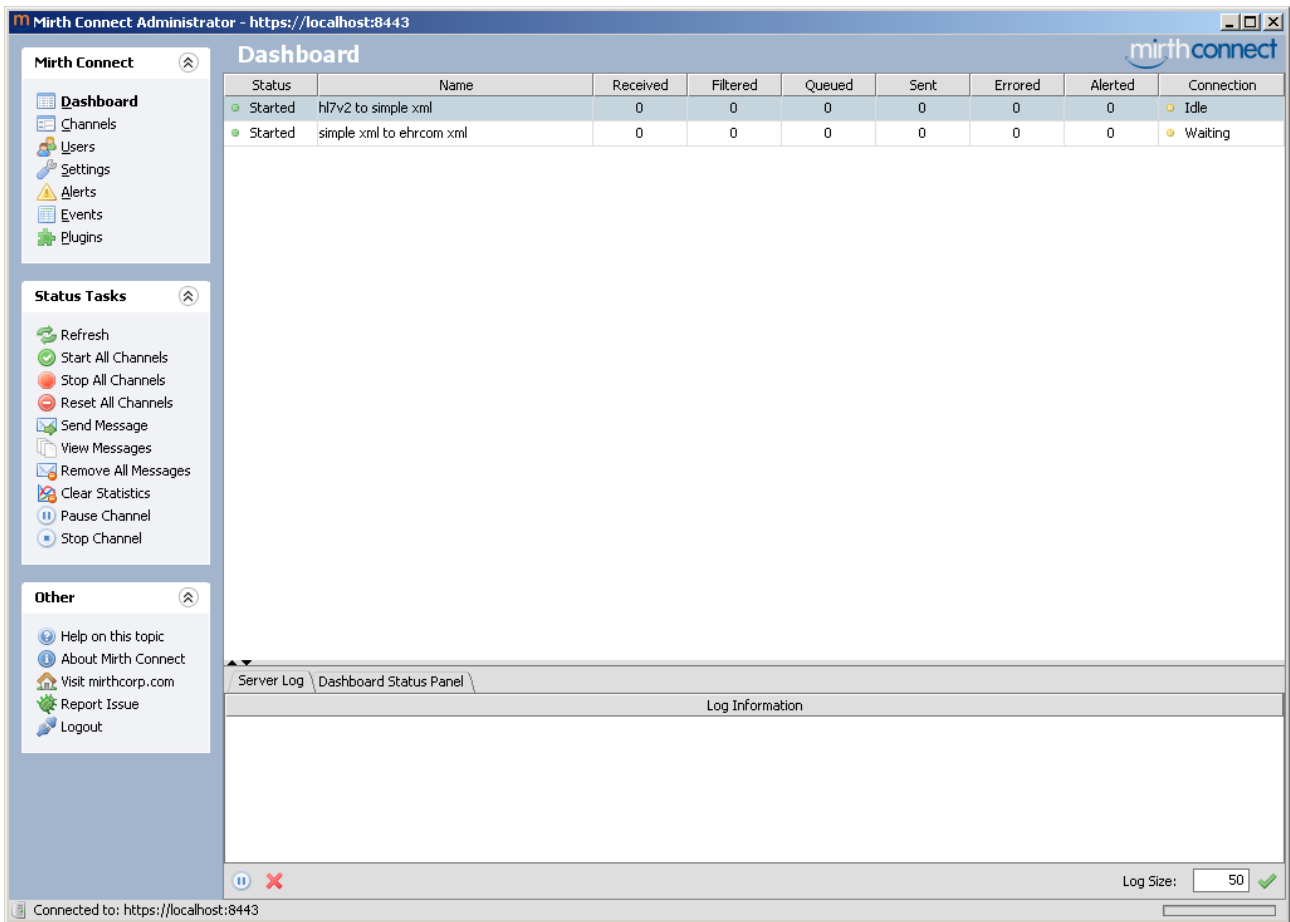 Mirth Connect Administrator - https://localhost:8443
Mirth Connect
Dashboard
Channels
Users
Settings
Alerts
Events
Plugins
Status Tasks
Refresh
Start All Channels
Stop All Channels
Reset All Channels
Send Message
View Messages
Remove All Messages
Clear Statistics
Pause Channel
Stop Channel
Other
Help on this topic
About Mirth Connect
Visit mirthcorp.com
Report Issue
Logout
Dashboard
mirthconnect
Status Name Received Filtered Queued Sent Errored Alerted Connection
Started hl7v2 to simple xml 0 0 0 0 0 0 Idle
Started simple xml to ehrcom xml 0 0 0 0 0 0 Waiting
Server Log Dashboard Status Panel
Log Information
Log Size: 50
Connected to: https://localhost:8443